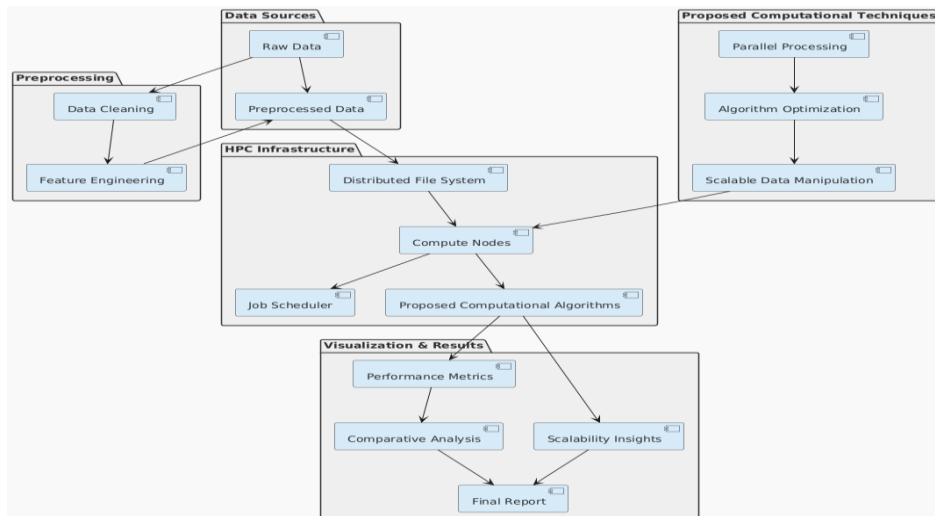 Data Sources
Raw Data
Preprocessed Data
Proposed Computational Techniques
Parallel Processing
Algorithm Optimization
Scalable Data Manipulation
Preprocessing
Data Cleaning
Feature Engineering
HPC Infrastructure
Distributed File System
Compute Nodes
Job Scheduler
Proposed Computational Algorithms
Visualization & Results
Performance Metrics
Comparative Analysis
Scalability Insights
Final Report